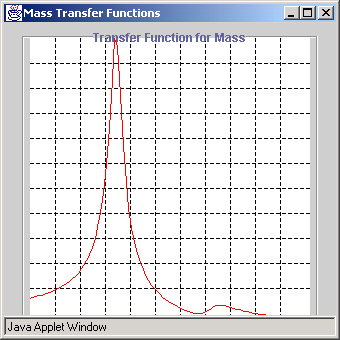 Mass Transfer Functions
Transfer Function for Mass
Java Applet Window